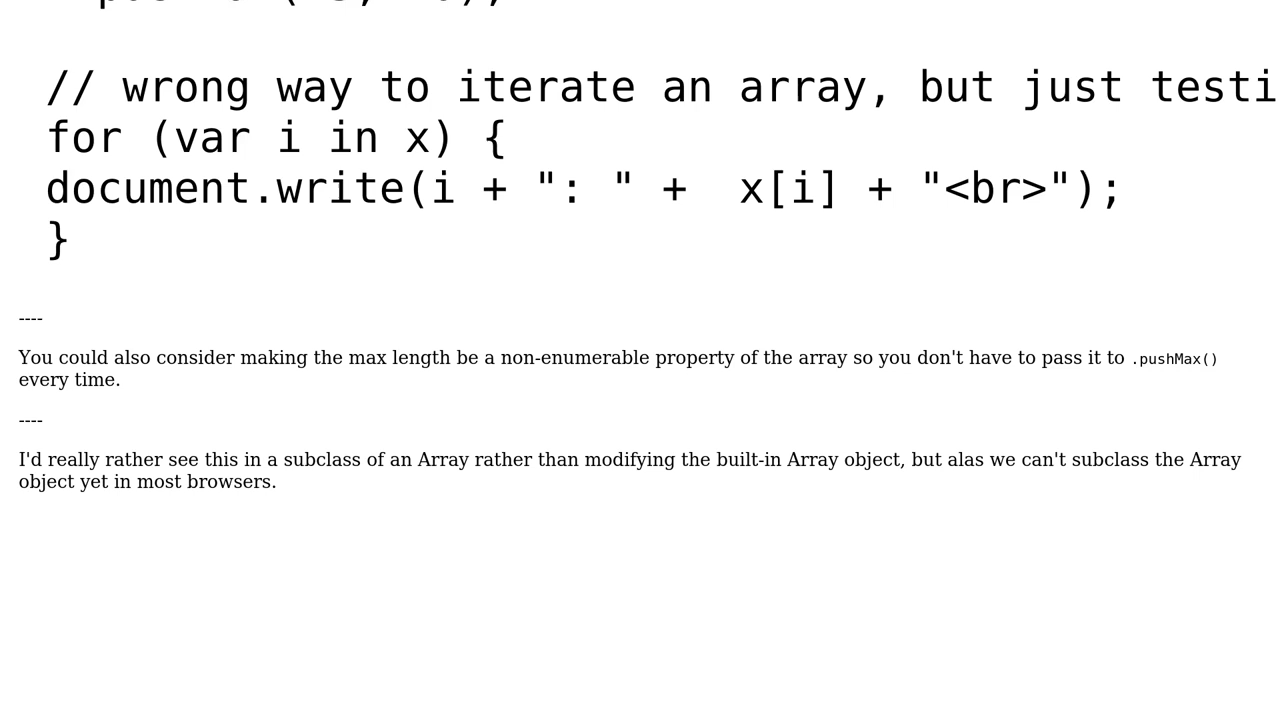 // wrong way to iterate an array, but just
for (var i in x) {
document.write(i + ": " +  x[i] + "<br>");
}
----
You could also consider making the max length be a non-enumerable property of the array so you don't have to pass it to .pushMax()
every time.
----
I'd really rather see this in a subclass of an Array rather than modifying the built-in Array object, but alas we can't subclass the Array
object yet in most browsers.